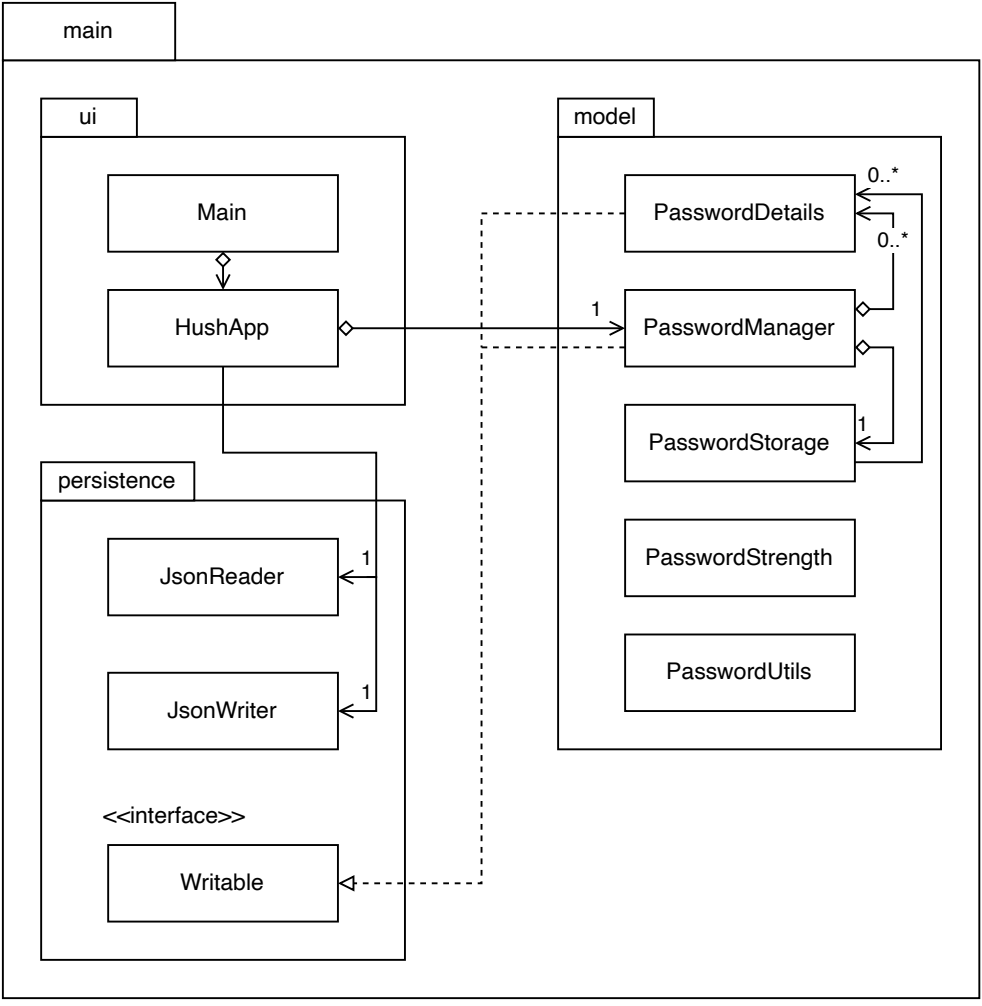 main
ui
Main
HushApp
1
model
0..*
PasswordDetails
0..*
PasswordManager
1
PasswordStorage
PasswordStrength
PasswordUtils
persistence
1
JsonReader
1
JsonWriter
<<interface>>
Writable